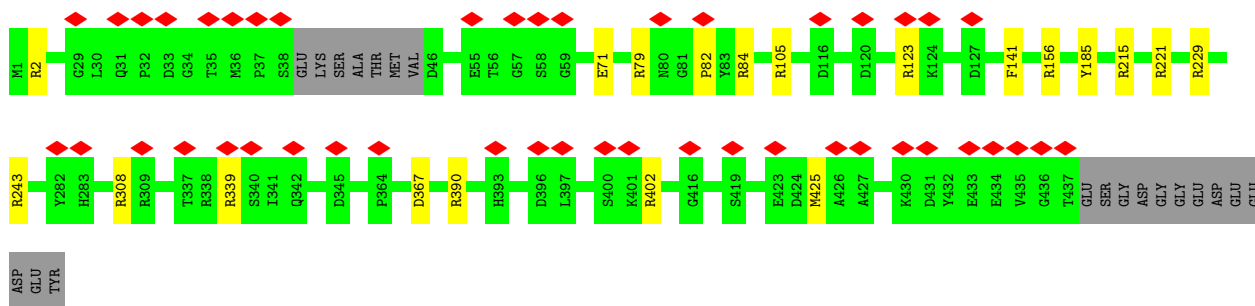 M1 R2 G29 L30 Q31 P32 D33 G34 T35 M36 P37 S38 GLU LYS SER ALA THR MET VAL D46 E55 T56 G57 S58 G59 E71 R79 N80 G81 P82 Y83 R84 R105 D116 D120 R123 K124 D127 F141 R156 Y185 R215 R221 R229
R243 Y282 H283 R308 R309 T337 R338 R339 S340 I341 Q342 D345 P364 D367 R390 H393 D396 L397 S400 K401 R402 G416 S419 E423 D424 M425 A426 A427 K430 D431 Y432 E433 E434 V435 G436 T437 GLU SER GLY ASP GLY GLY GLU ASP GLU GLU
ASP GLU TYR